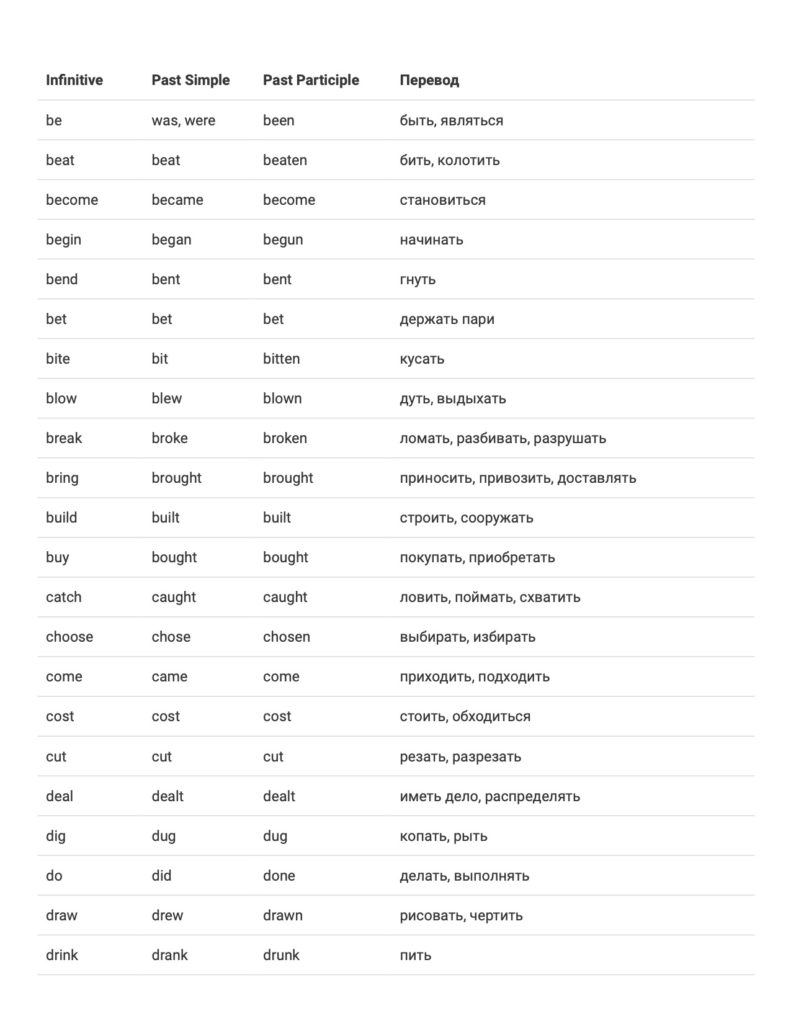 Infinitive Past Simple Past Participle Перевод
be was, were been быть, являться
beat beat beaten бить, колотить
become became become становиться
begin began begun начинать
bend bent bent гнуть
bet bet bet держать пари
bite bit bitten кусать
blow blew blown дуть, выдыхать
break broke broken ломать, разбивать, разрушать
bring brought brought приносить, привозить, доставлять
build built built строить, сооружать
buy bought bought покупать, приобретать
catch caught caught ловить, поймать, схватить
choose chose chosen выбирать, избирать
come came come приходить, подходить
cost cost cost стоить, обходиться
cut cut cut резать, разрезать
deal dealt dealt иметь дело, распределять
dig dug dug копать, рыть
do did done делать, выполнять
draw drew drawn рисовать, чертить
drink drank drunk пить